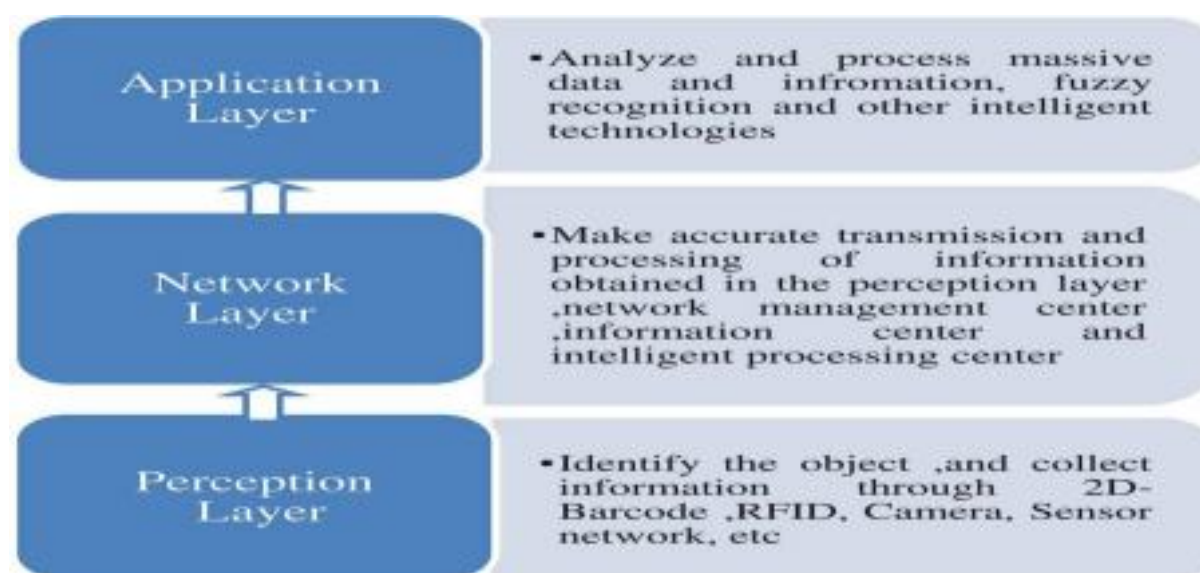 Application
Layer
•Analyze and process massive
data and infromation, fuzzy
recognition and other intelligent
technologies
Network
Layer
•Make accurate transmission and
processing of information
obtained in the perception layer
,network management center
,information center and
intelligent processing center
Perception
Layer
•Identify the object ,and collect
information through 2D-
Barcode ,RFID, Camera, Sensor
network, etc